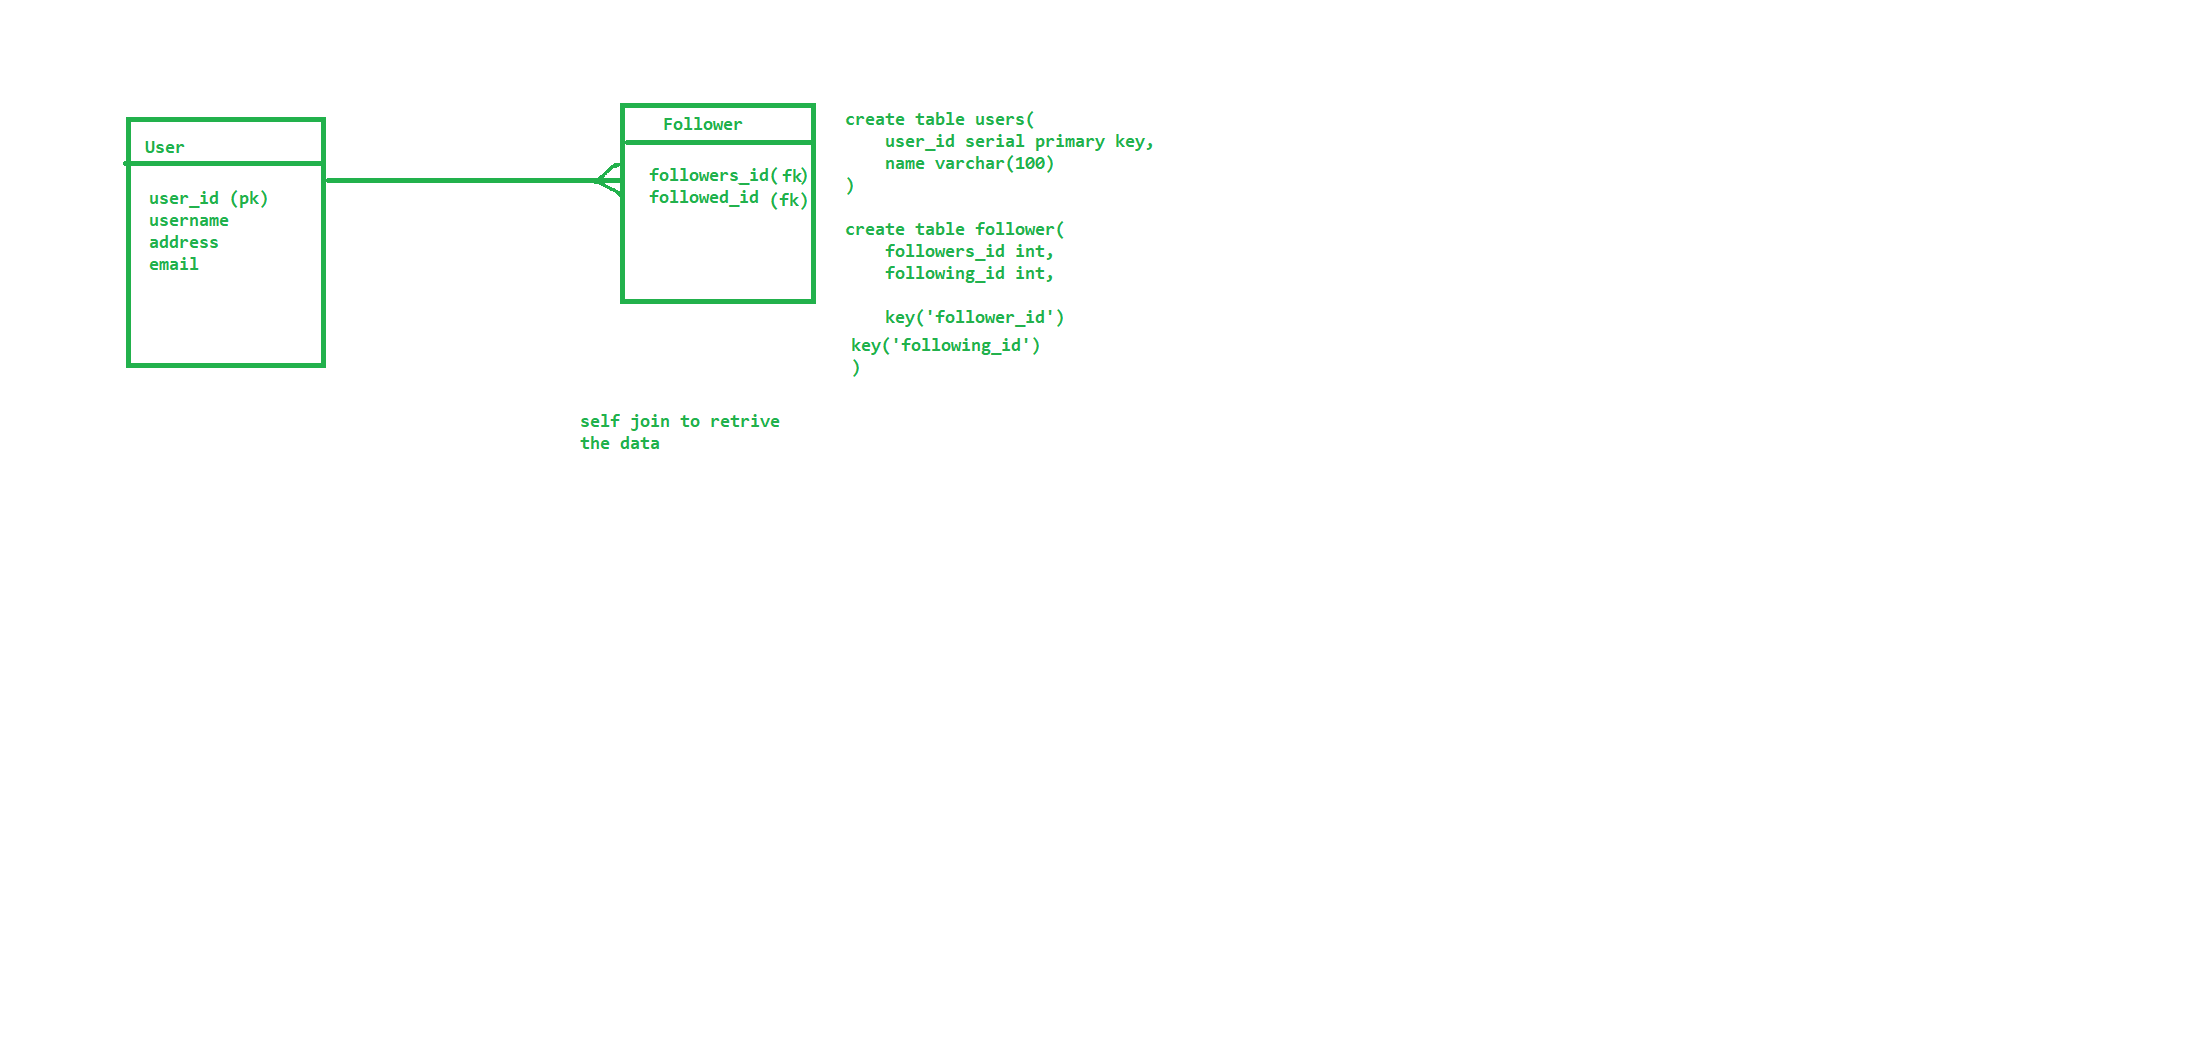 User
user_id (pk)
username
address
email
Follower
followers_id(fk)
followed_id (fk)
create table users(
user_id serial primary key,
name varchar(100)
)
create table follower(
followers_id int,
following_id int,
key('follower_id')
key('following_id')
)
self join to retrive
the data